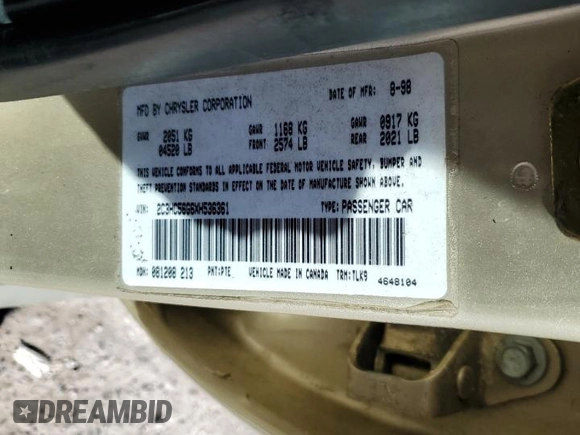 MFD BY CHRYSLER CORPORATION DATE OF MFR: 8-98
GVWR 2051 KG GAWR 1168 KG GAWR 0917 KG
04520 LB FRONT 2574 LB REAR 2021 LB
THIS VEHICLE CONFORMS TO ALL APPLICABLE FEDERAL MOTOR VEHICLE SAFETY, BUMPER AND
THEFT PREVENTION STANDARDS IN EFFECT ON THE DATE OF MANUFACTURE SHOWN ABOVE.
VIN: 2C3HC56G6XH536361 TYPE: PASSENGER CAR
MDH: 081208 213 PNT: PTE VEHICLE MADE IN CANADA TRM: TLK9
4648104
DREAMBID